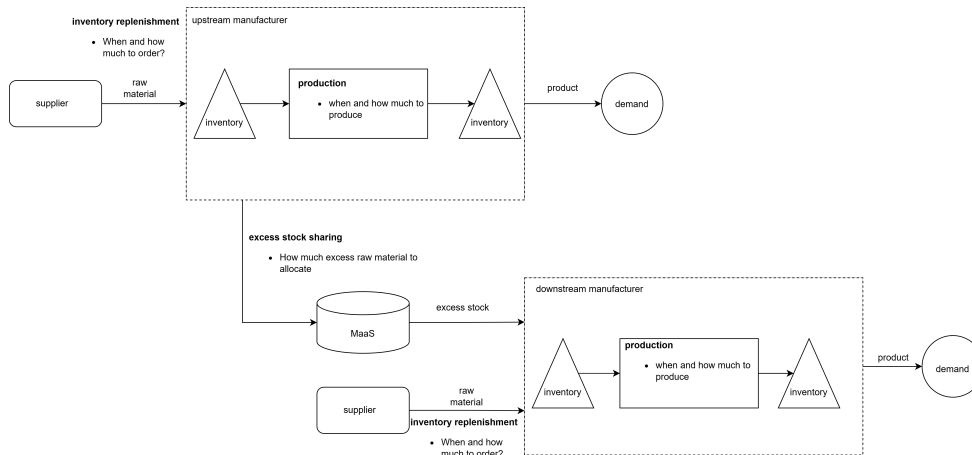 inventory replenishment
• When and how
much to order?
upstream manufacturer
supplier
raw
material
inventory
production
• when and how much to
produce
inventory
product
demand
excess stock sharing
• How much excess raw material to
allocate
MaaS
excess stock
downstream manufacturer
supplier
raw
material
inventory replenishment
• When and how
much to order?
inventory
production
• when and how much to
produce
inventory
product
demand